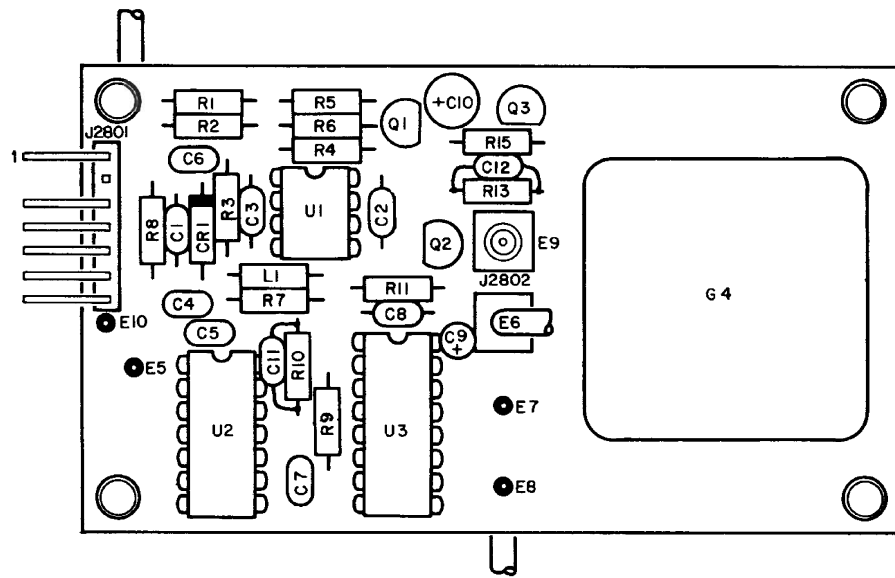 R1
R5
+C10
Q3
R2
R6
Q1
J2801
R4
R15
1
C6
C12
R13
R8
C1
CR1
R3
C3
U1
C2
Q2
E9
L1
J2802
R7
R11
G4
C4
C8
E10
C5
C9
+
E6
E5
C11
R10
E7
U2
R9
U3
C7
E8